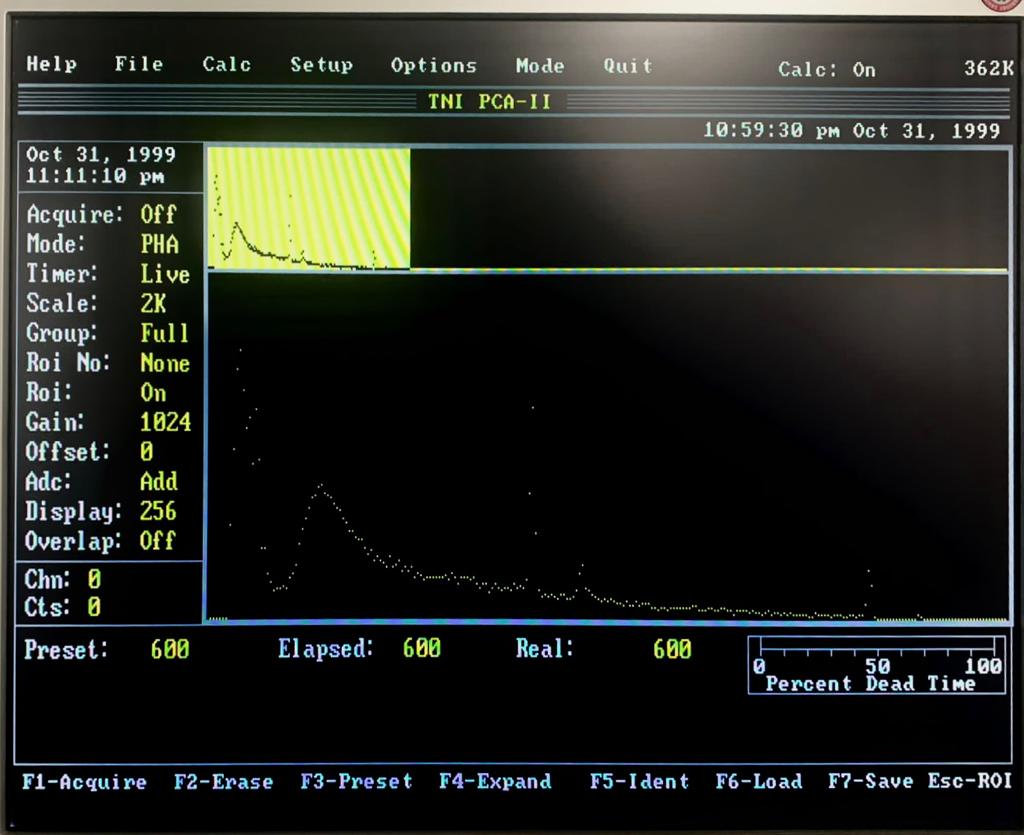 Help File Calc Setup Options Mode Quit Calc: On 362K
TNI PCA-II
10:59:30 pm Oct 31, 1999
Oct 31, 1999
11:11:10 pm
Acquire: Off
Mode: PHA
Timer: Live
Scale: 2K
Group: Full
Roi No: None
Roi: On
Gain: 1024
Offset: 0
Adc: Add
Display: 256
Overlap: Off
Chn: 0
Cts: 0
Preset: 600 Elapsed: 600 Real: 600
0 50 100
Percent Dead Time
F1-Acquire F2-Erase F3-Preset F4-Expand F5-Ident F6-Load F7-Save Esc-ROI